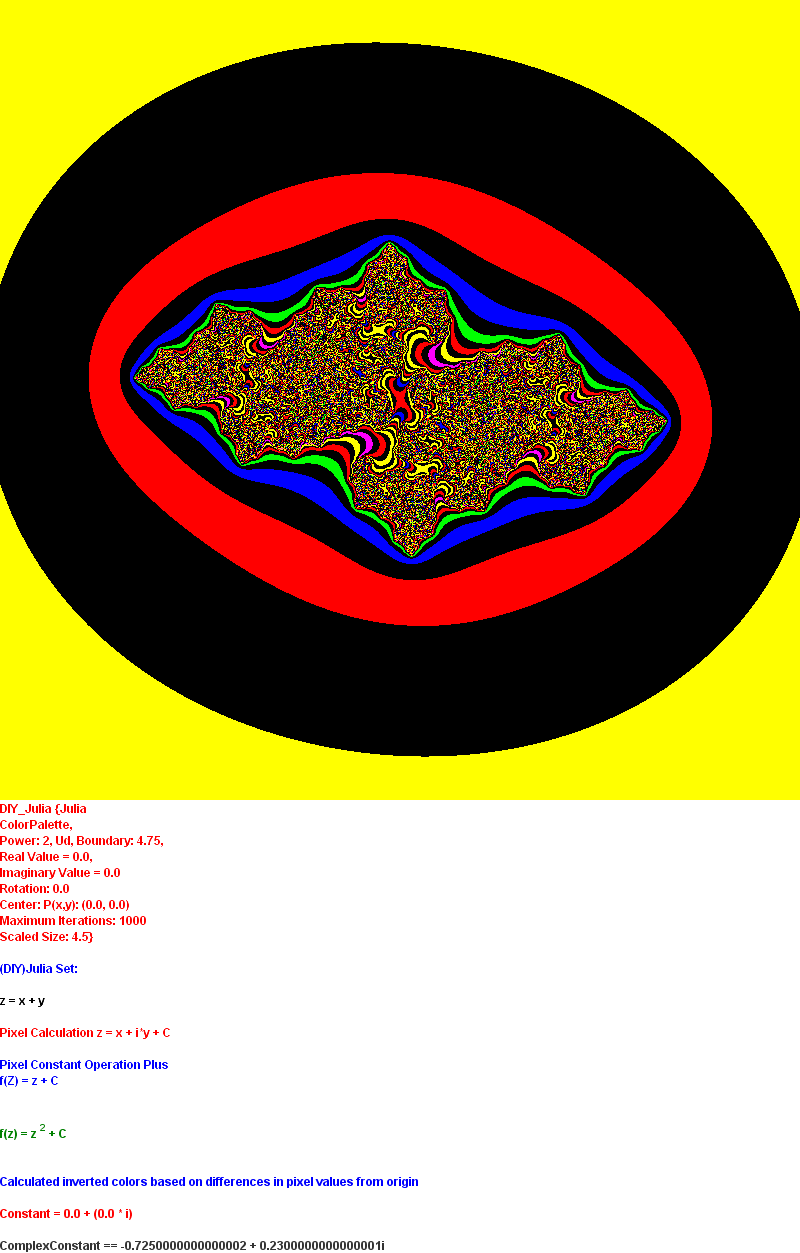 DIY_Julia {Julia
ColorPalette,
Power: 2, Ud, Boundary: 4.75,
Real Value = 0.0,
Imaginary Value = 0.0
Rotation: 0.0
Center: P(x,y): (0.0, 0.0)
Maximum Iterations: 1000
Scaled Size: 4.5}
(DIY)Julia Set:
z = x + y
Pixel Calculation z = x + i*y + C
Pixel Constant Operation Plus
f(Z) = z + C
f(z) = z 2 + C
Calculated inverted colors based on differences in pixel values from origin
Constant = 0.0 + (0.0 * i)
ComplexConstant == -0.7250000000000002 + 0.2300000000000001i